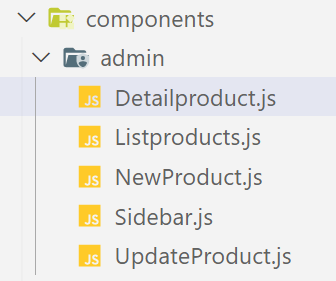 components
admin
JS Detailproduct.js
JS Listproducts.js
JS NewProduct.js
JS Sidebar.js
JS UpdateProduct.js